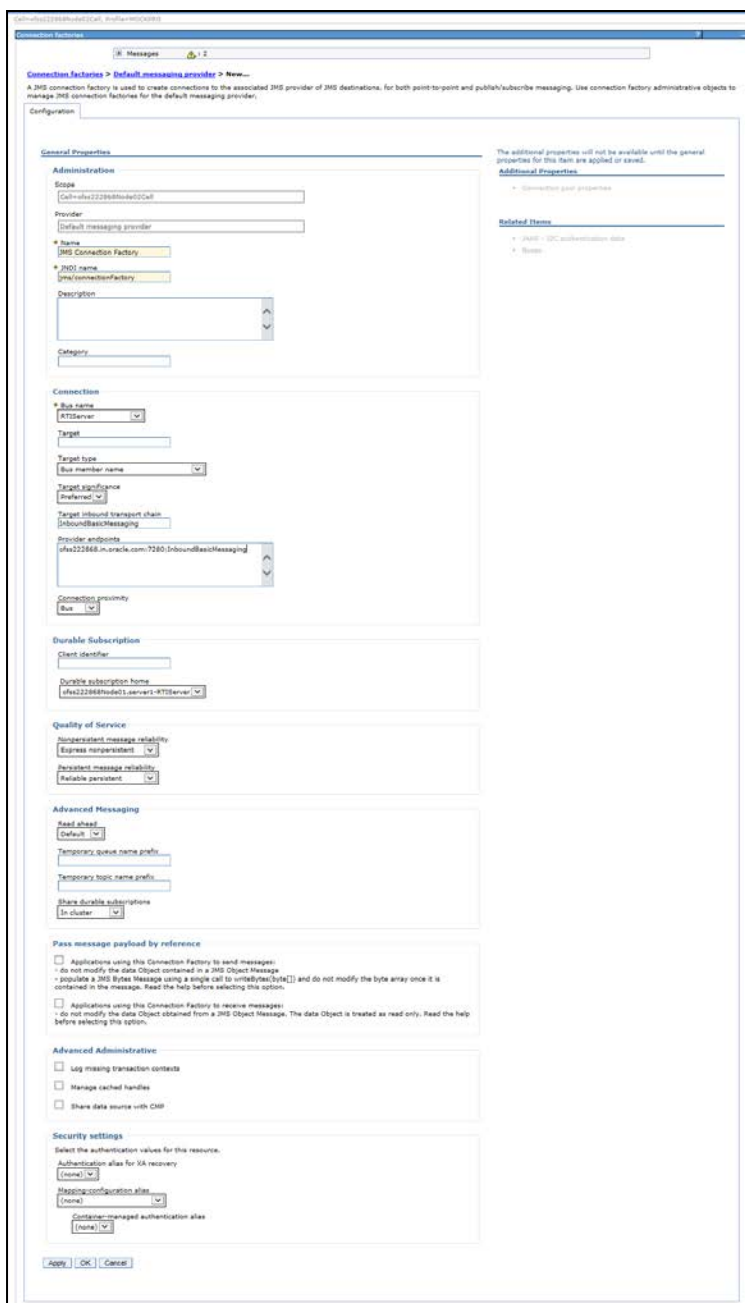 Cell=ofss222868Node02Cell, Profile=MOCKPRIS
Connection factories ? –
Messages : 2
Connection factories > Default messaging provider > New...
A JMS connection factory is used to create connections to the associated JMS provider of JMS destinations, for both point-to-point and publish/subscribe messaging. Use connection factory administrative objects to
manage JMS connection factories for the default messaging provider.
Configuration
General Properties
Administration
Scope
Cell=ofss222868Node02Cell
Provider
Default messaging provider
* Name
JMS Connection Factory
* JNDI name
jms/connectionFactory
Description
Category
Connection
* Bus name
RTIServer
Target
Target type
Bus member name
Target significance
Preferred
Target inbound transport chain
InboundBasicMessaging
Provider endpoints
ofss222868.in.oracle.com:7280:InboundBasicMessaging
Connection proximity
Bus
Durable Subscription
Client identifier
Durable subscription home
ofss222868Node01.server1-RTIServer
Quality of Service
Nonpersistent message reliability
Express nonpersistent
Persistent message reliability
Reliable persistent
Advanced Messaging
Read ahead
Default
Temporary queue name prefix
Temporary topic name prefix
Share durable subscriptions
In cluster
Pass message payload by reference
Applications using this Connection Factory to send messages:
- do not modify the data Object contained in a JMS Object Message
- populate a JMS Bytes Message using a single call to writeBytes(byte[]) and do not modify the byte array once it is
contained in the message. Read the help before selecting this option.
Applications using this Connection Factory to receive messages:
- do not modify the data Object obtained from a JMS Object Message. The data Object is treated as read only. Read the help
before selecting this option.
Advanced Administrative
Log missing transaction contexts
Manage cached handles
Share data source with CMP
Security settings
Select the authentication values for this resource.
Authentication alias for XA recovery
(none)
Mapping-configuration alias
(none)
Container-managed authentication alias
(none)
Apply OK Cancel
The additional properties will not be available until the general
properties for this item are applied or saved.
Additional Properties
Connection pool properties
Related Items
JAAS - J2C authentication data
Buses